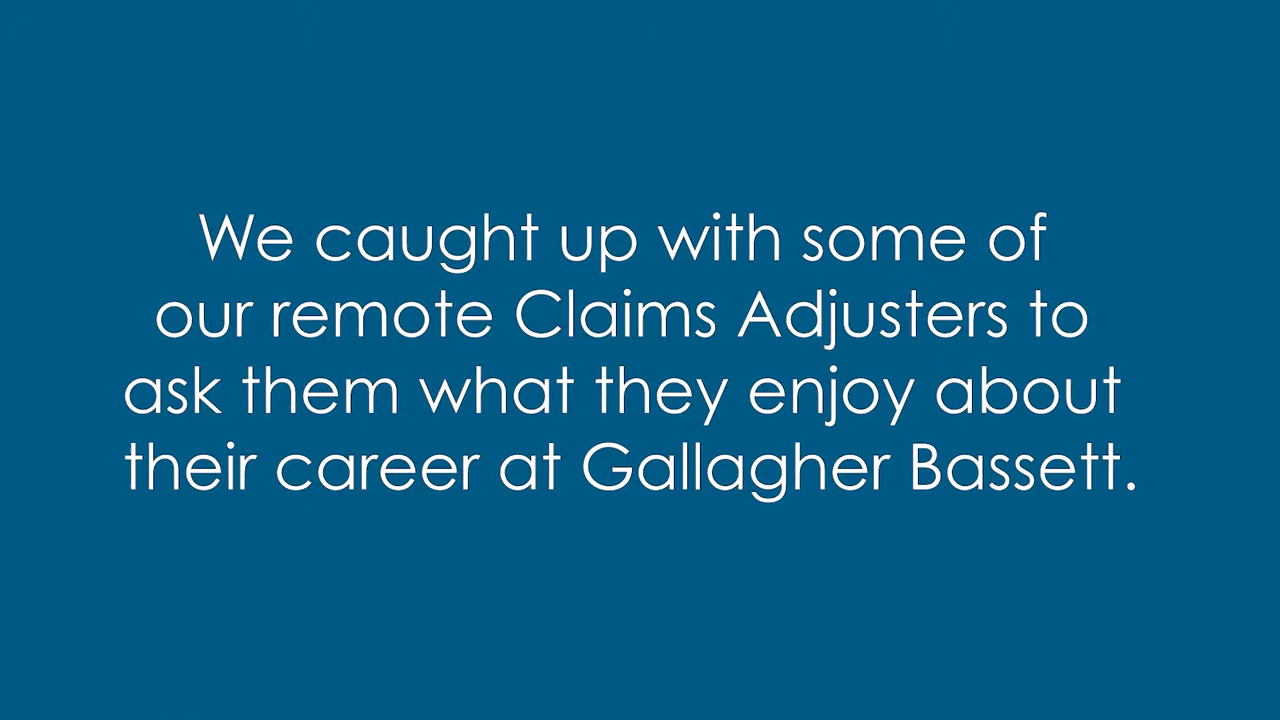 We caught up with some of
our remote Claims Adjusters to
ask them what they enjoy about
their career at Gallagher Bassett.